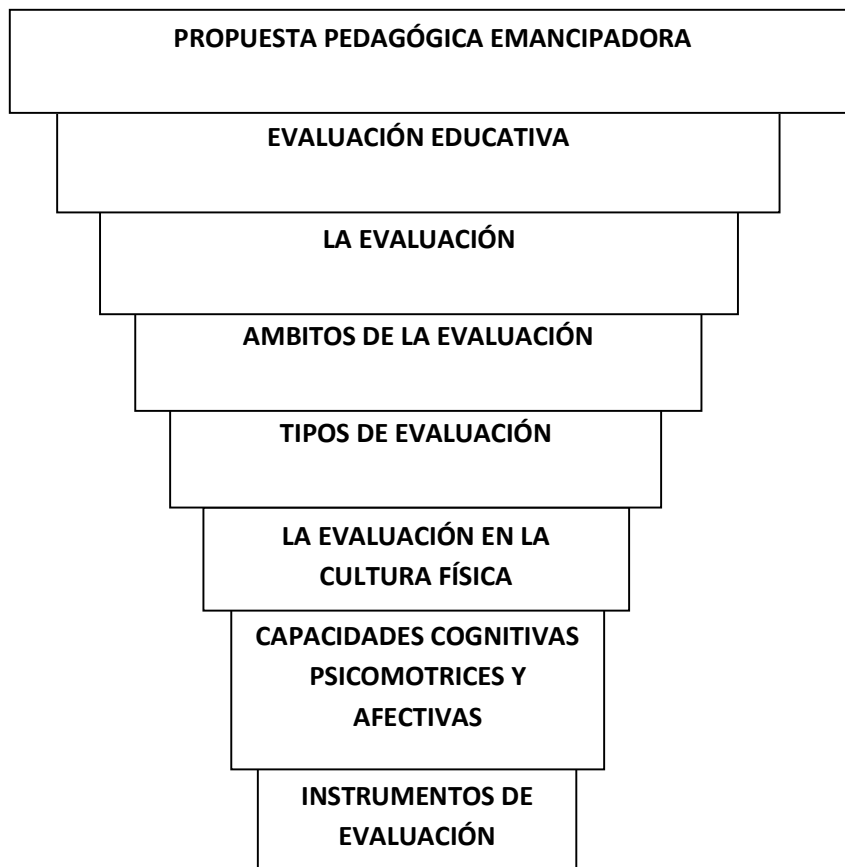 PROPUESTA PEDAGÓGICA EMANCIPADORA
EVALUACIÓN EDUCATIVA
LA EVALUACIÓN
AMBITOS DE LA EVALUACIÓN
TIPOS DE EVALUACIÓN
LA EVALUACIÓN EN LA
CULTURA FÍSICA
CAPACIDADES COGNITIVAS
PSICOMOTRICES Y
AFECTIVAS
INSTRUMENTOS DE
EVALUACIÓN